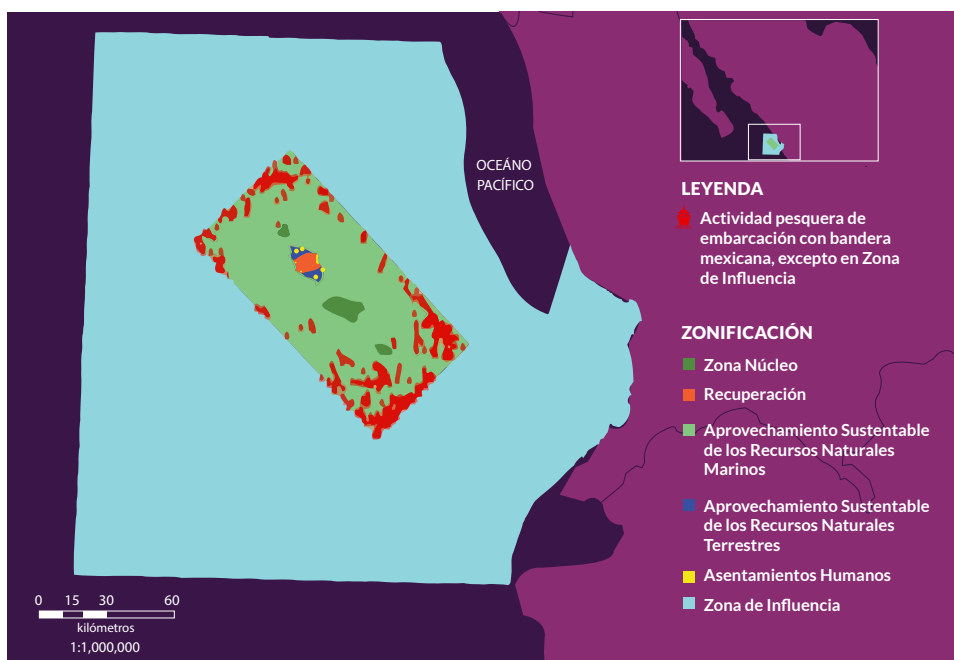 OCEÁNO
PACÍFICO
LEYENDA
Actividad pesquera de
embarcación con bandera
mexicana, excepto en Zona
de Influencia
ZONIFICACIÓN
Zona Núcleo
Recuperación
Aprovechamiento Sustentable
de los Recursos Naturales
Marinos
Aprovechamiento Sustentable
de los Recursos Naturales
Terrestres
Asentamientos Humanos
Zona de Influencia
0 15 30 60
kilómetros
1:1,000,000